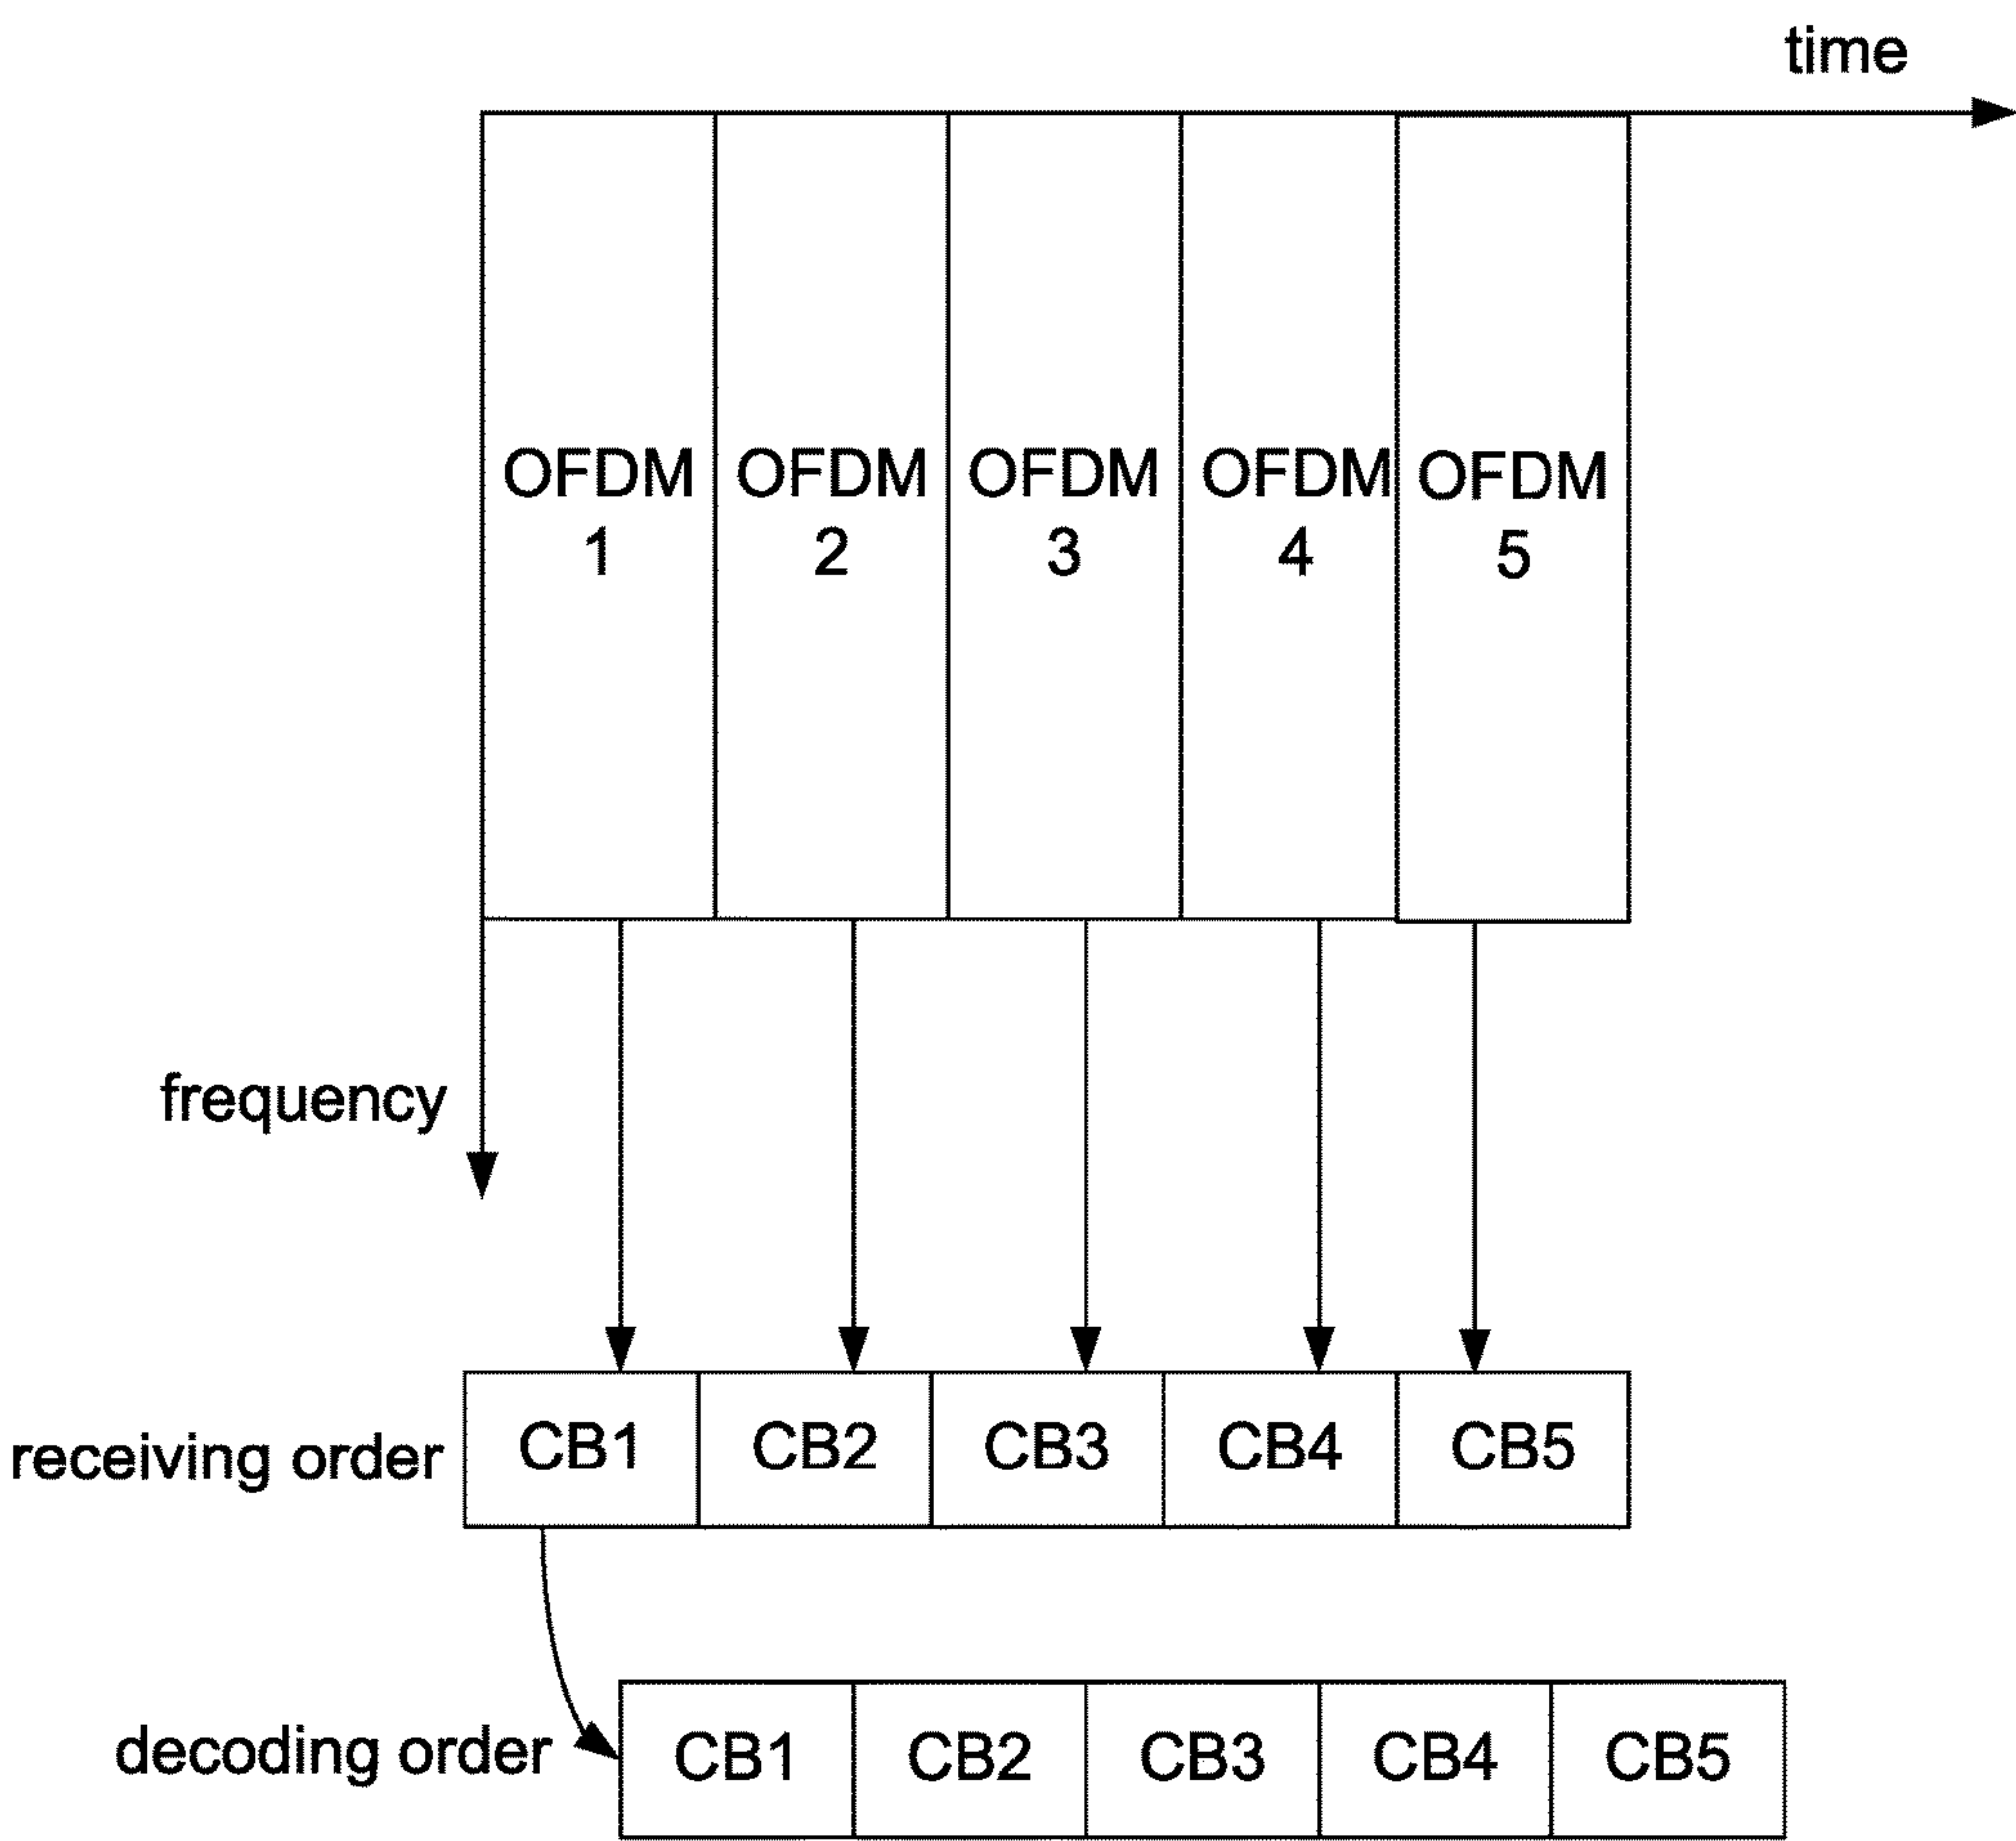 time
OFDM OFDM OFDM OFDM OFDM
1 2 3 4 5
frequency
receiving order CB1 CB2 CB3 CB4 CB5
decoding order CB1 CB2 CB3 CB4 CB5